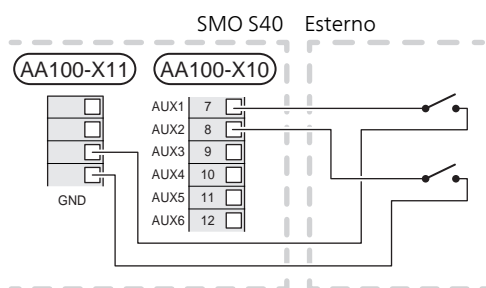 SMO S40 Esterno
AA100-X11 AA100-X10
AUX1 7
AUX2 8
AUX3 9
AUX4 10
AUX5 11
AUX6 12
GND